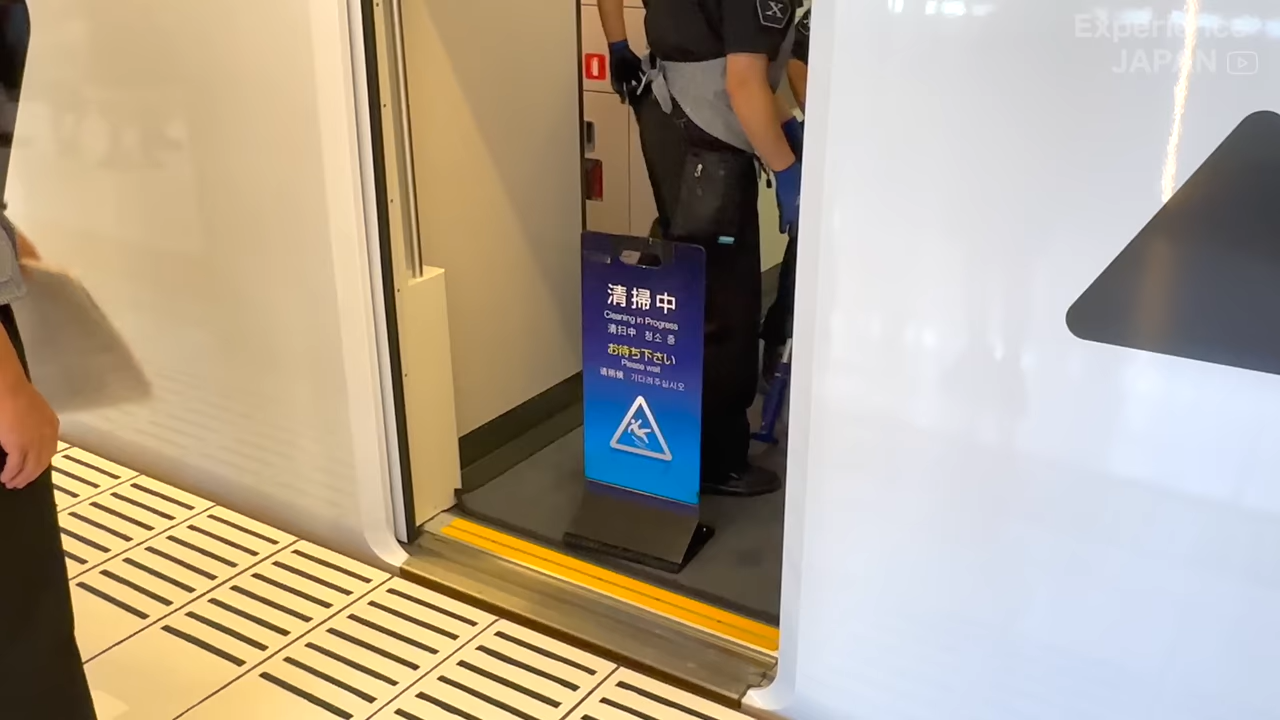 Experience
JAPAN
X
清掃中
Cleaning in Progress
清扫中 청소 중
お待ち下さい
Please wait
请稍候 기다려주십시오